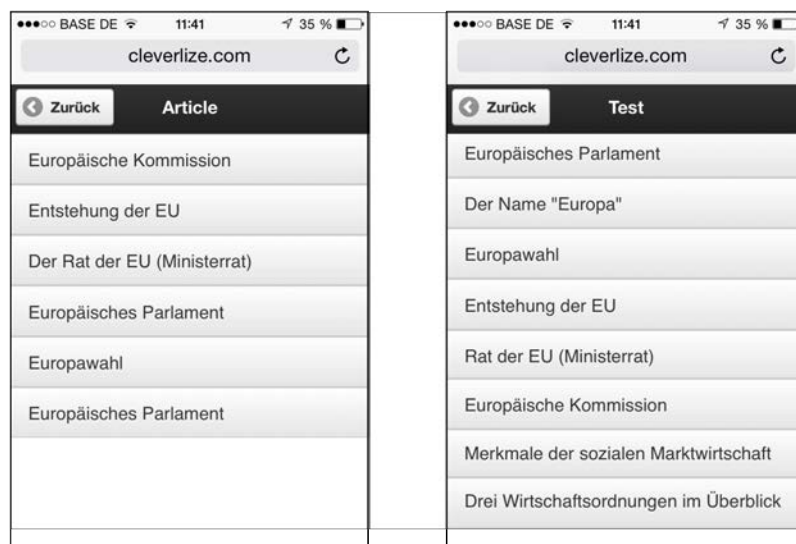 BASE DE 11:41 35 %
cleverlize.com
Zurück Article
Europäische Kommission
Entstehung der EU
Der Rat der EU (Ministerrat)
Europäisches Parlament
Europawahl
Europäisches Parlament
BASE DE 11:41 35 %
cleverlize.com
Zurück Test
Europäisches Parlament
Der Name "Europa"
Europawahl
Entstehung der EU
Rat der EU (Ministerrat)
Europäische Kommission
Merkmale der sozialen Marktwirtschaft
Drei Wirtschaftsordnungen im Überblick